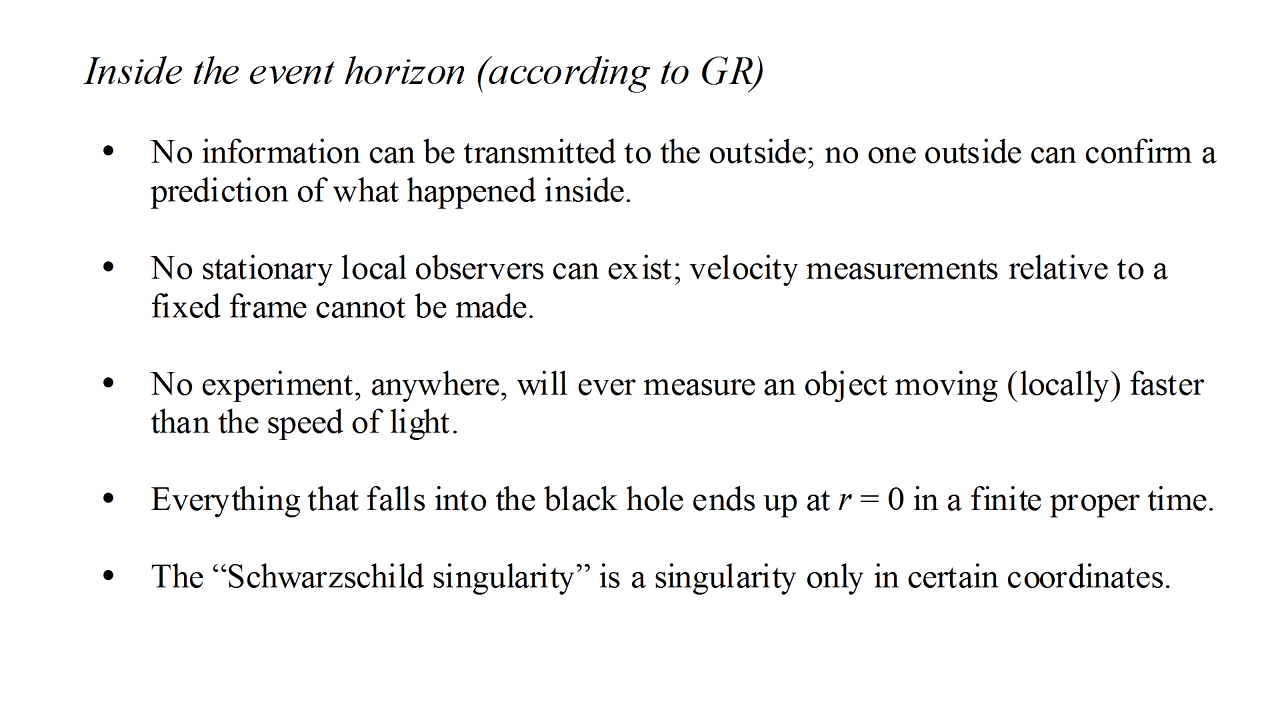 Inside the event horizon (according to GR)
• No information can be transmitted to the outside; no one outside can confirm a
prediction of what happened inside.
• No stationary local observers can exist; velocity measurements relative to a
fixed frame cannot be made.
• No experiment, anywhere, will ever measure an object moving (locally) faster
than the speed of light.
• Everything that falls into the black hole ends up at r = 0 in a finite proper time.
• The “Schwarzschild singularity” is a singularity only in certain coordinates.